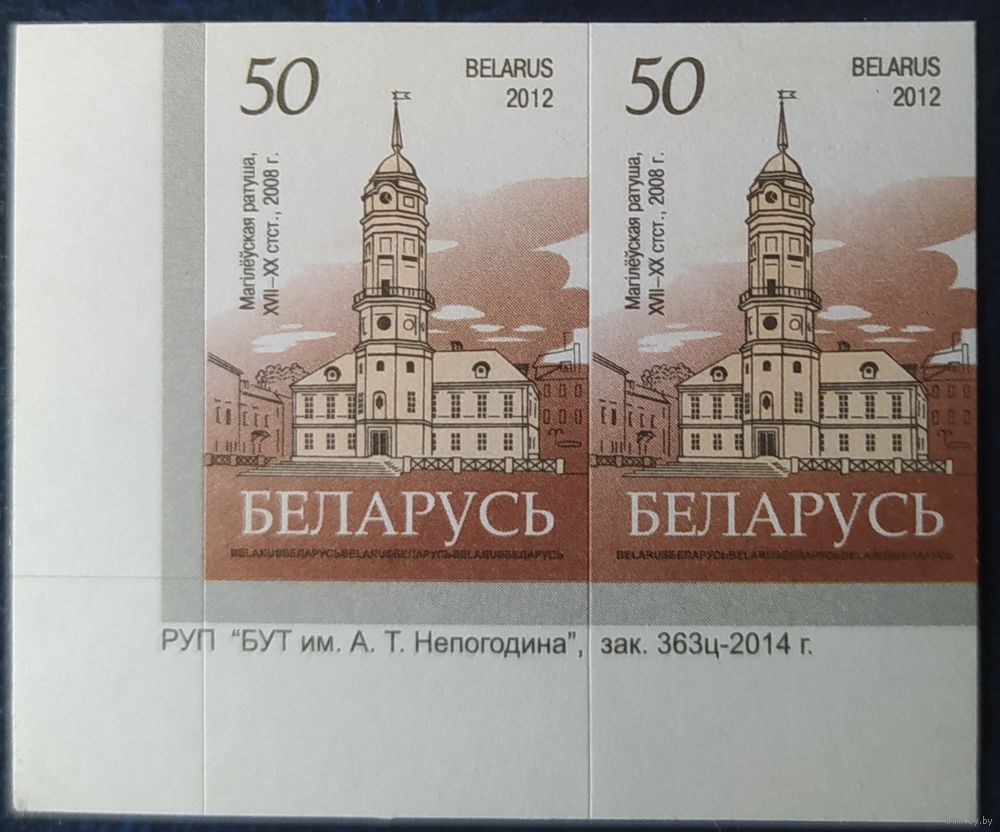 50
BELARUS
2012
Магілёўская ратуша,
XVII–XX стст., 2008 г.
БЕЛАРУСЬ
BELARUSБЕЛАРУСЬBELARUSБЕЛАРУСЬBELARUSБЕЛАРУСЬ
50
BELARUS
2012
Магілёўская ратуша,
XVII–XX стст., 2008 г.
БЕЛАРУСЬ
BELARUSБЕЛАРУСЬBELARUSБЕЛАРУСЬBELARUSБЕЛАРУСЬ
РУП "БУТ им. А. Т. Непогодина", зак. 363ц-2014 г.